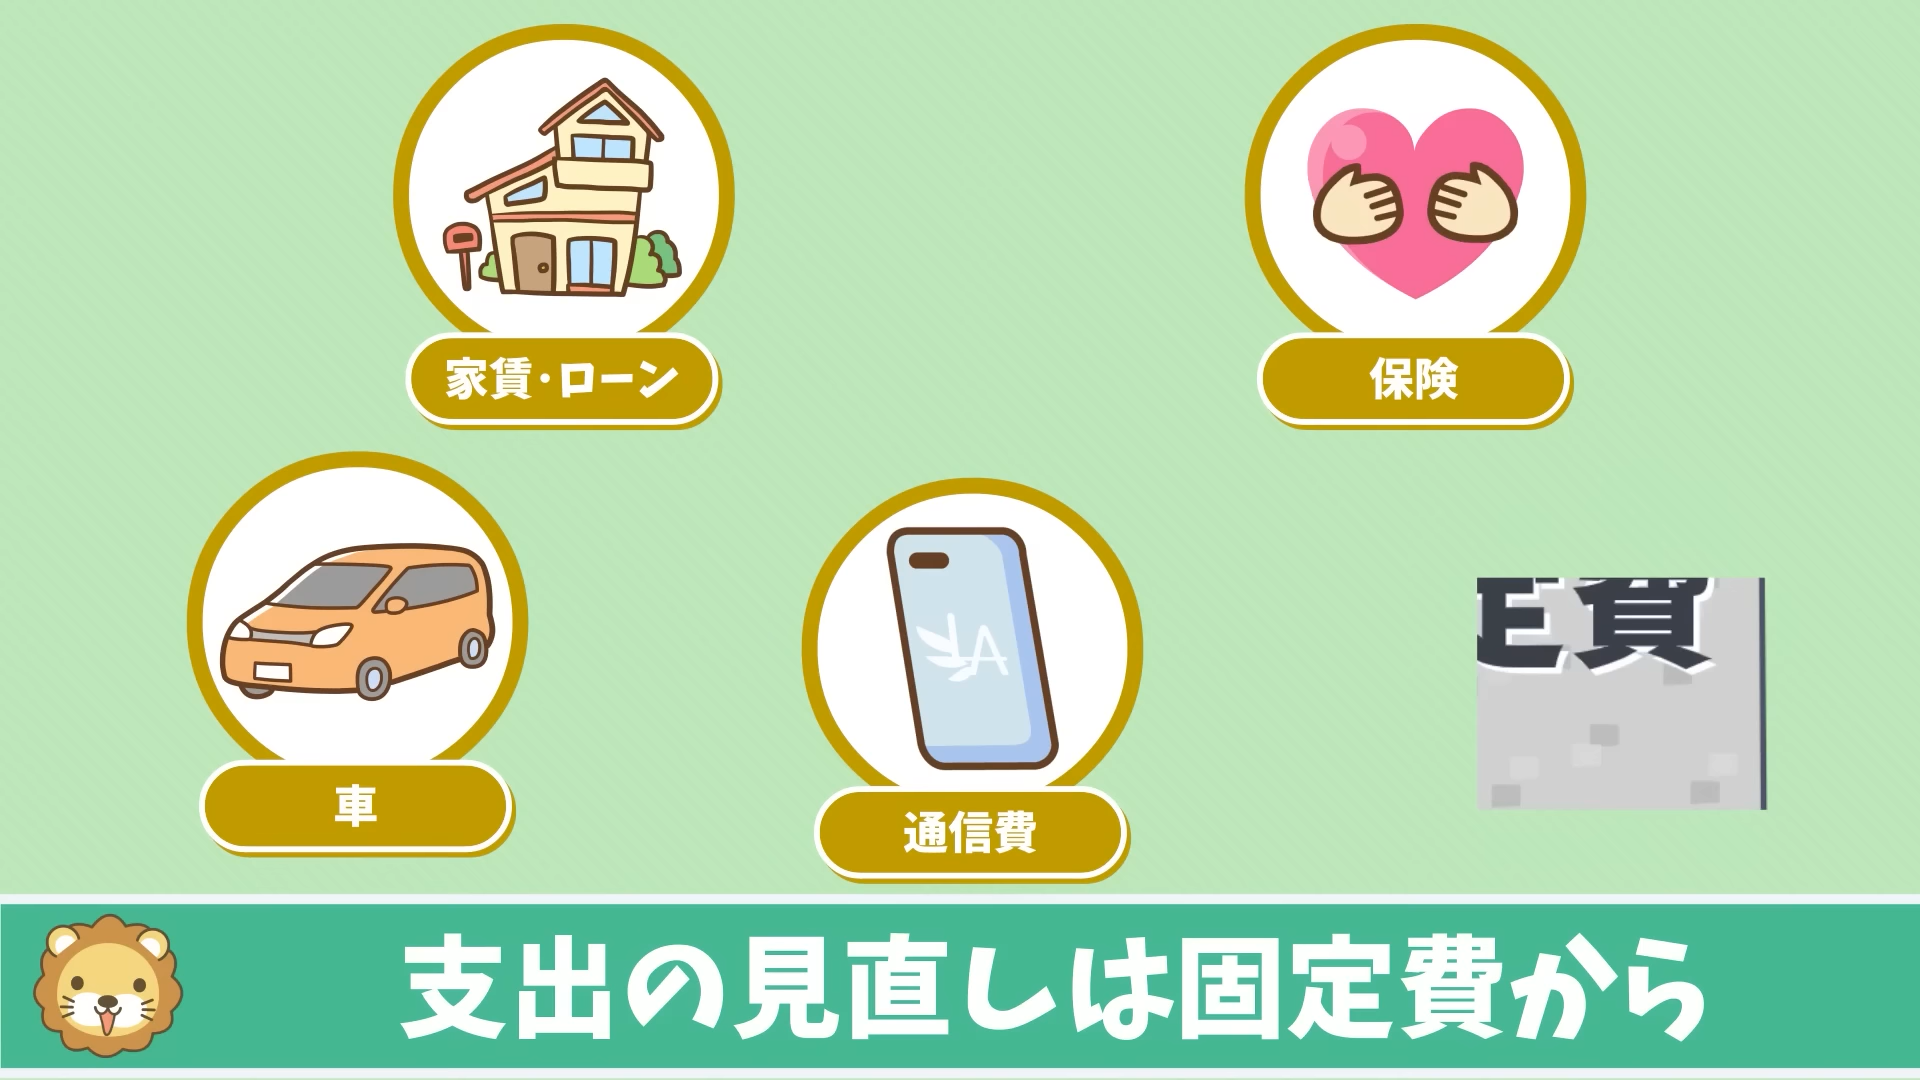 家賃・ローン
保険
車
通信費
費
支出の見直しは固定費から